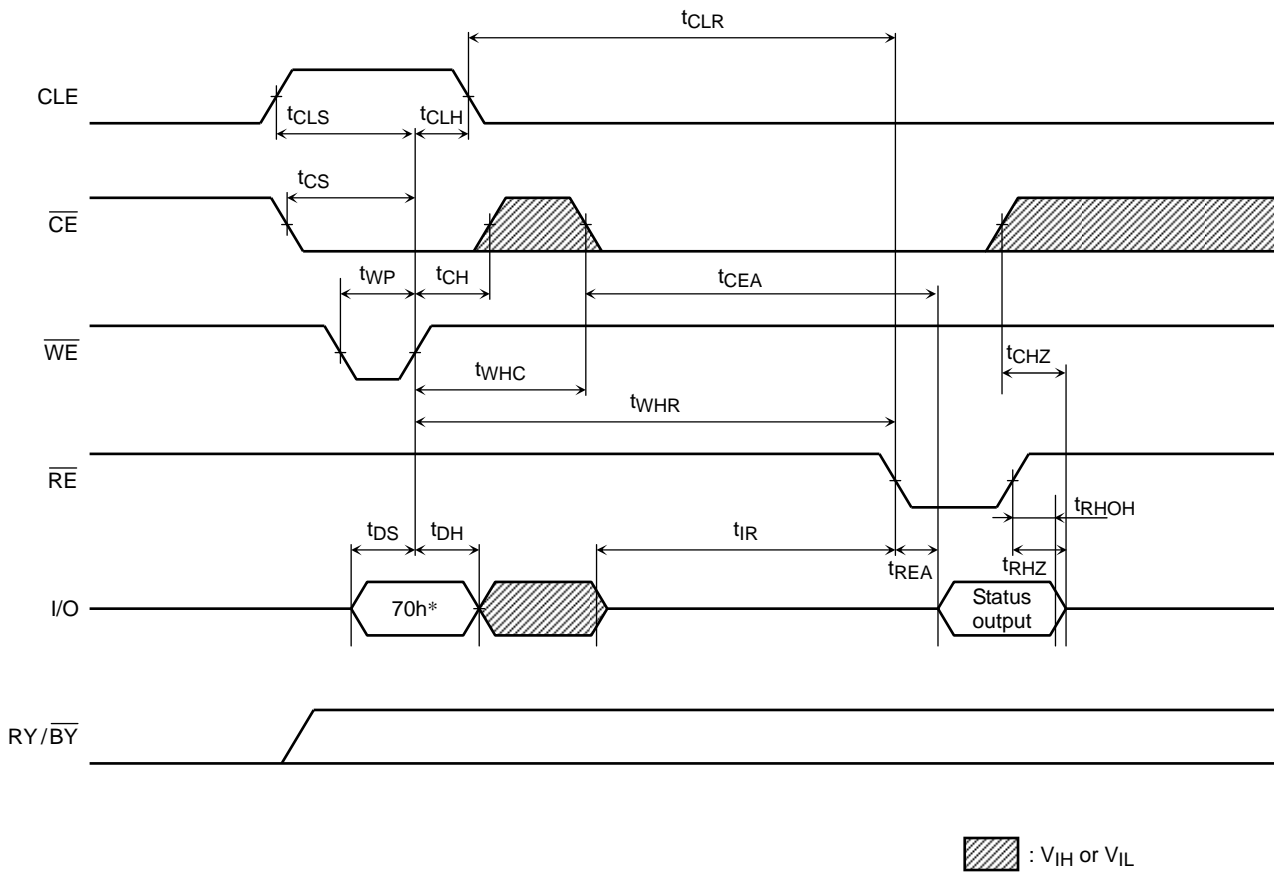 tCLR
CLE
tCLS
tCLH
tCS
CE
tWP
tCH
tCEA
WE
tCHZ
tWHC
tWHR
RE
tRHOH
tDS
tDH
tIR
tREA
tRHZ
I/O
70h*
Status
output
RY/BY
: VIH or VIL